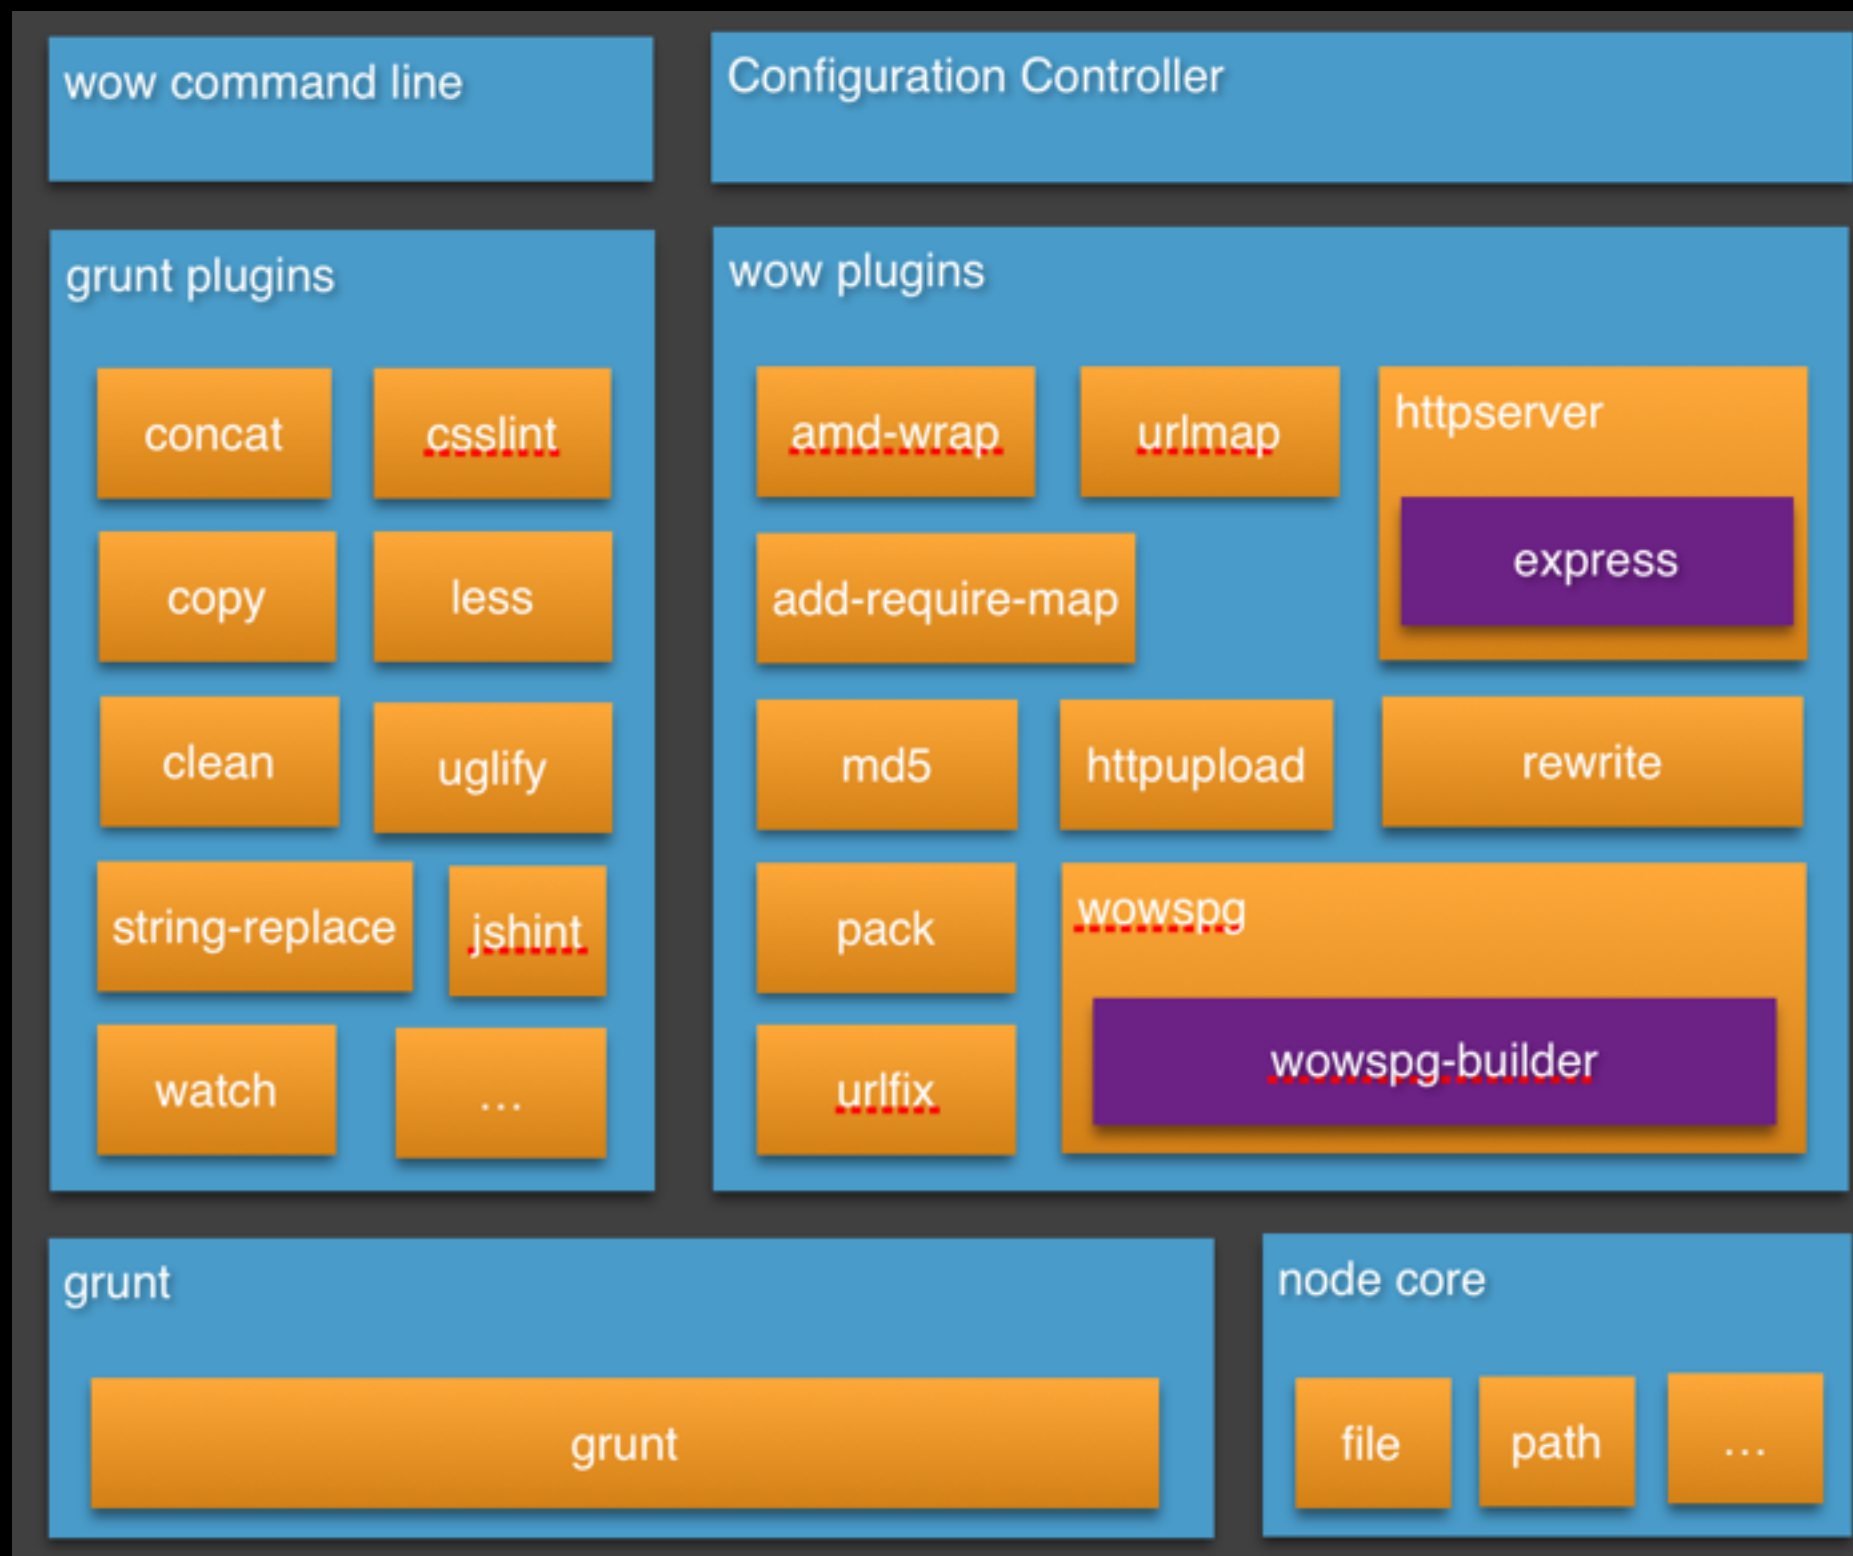 wow command line
Configuration Controller
grunt plugins
concat
csslint
copy
less
clean
uglify
string-replace
jshint
watch
...
wow plugins
amd-wrap
urlmap
httpserver
express
add-require-map
md5
httpupload
rewrite
pack
wowspg
wowspg-builder
urlfix
grunt
grunt
node core
file
path
...